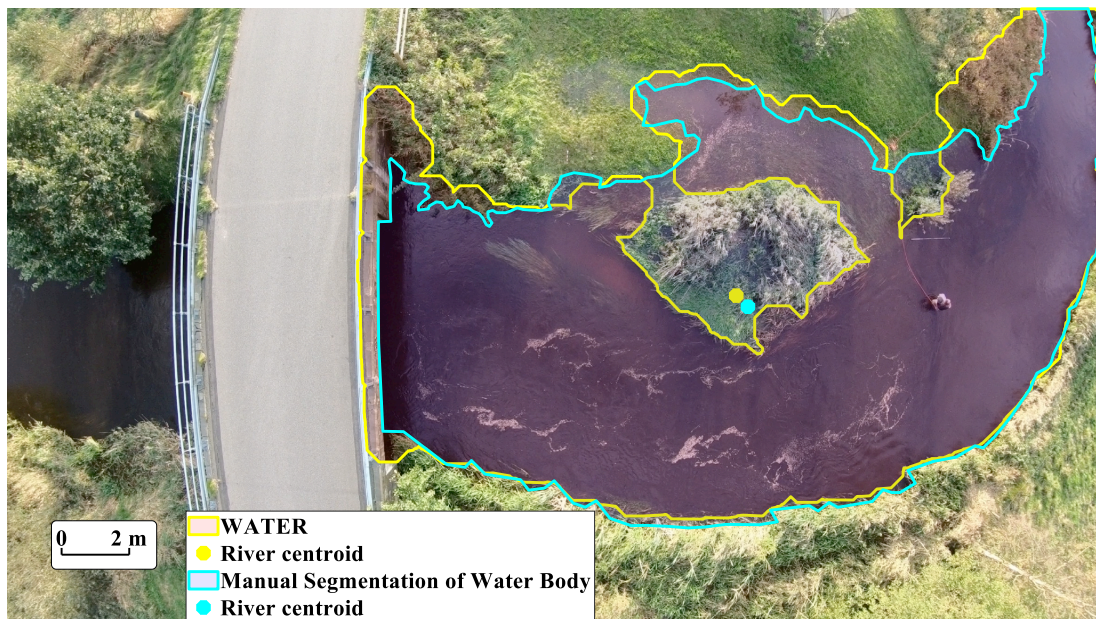 0 2 m
WATER
River centroid
Manual Segmentation of Water Body
River centroid